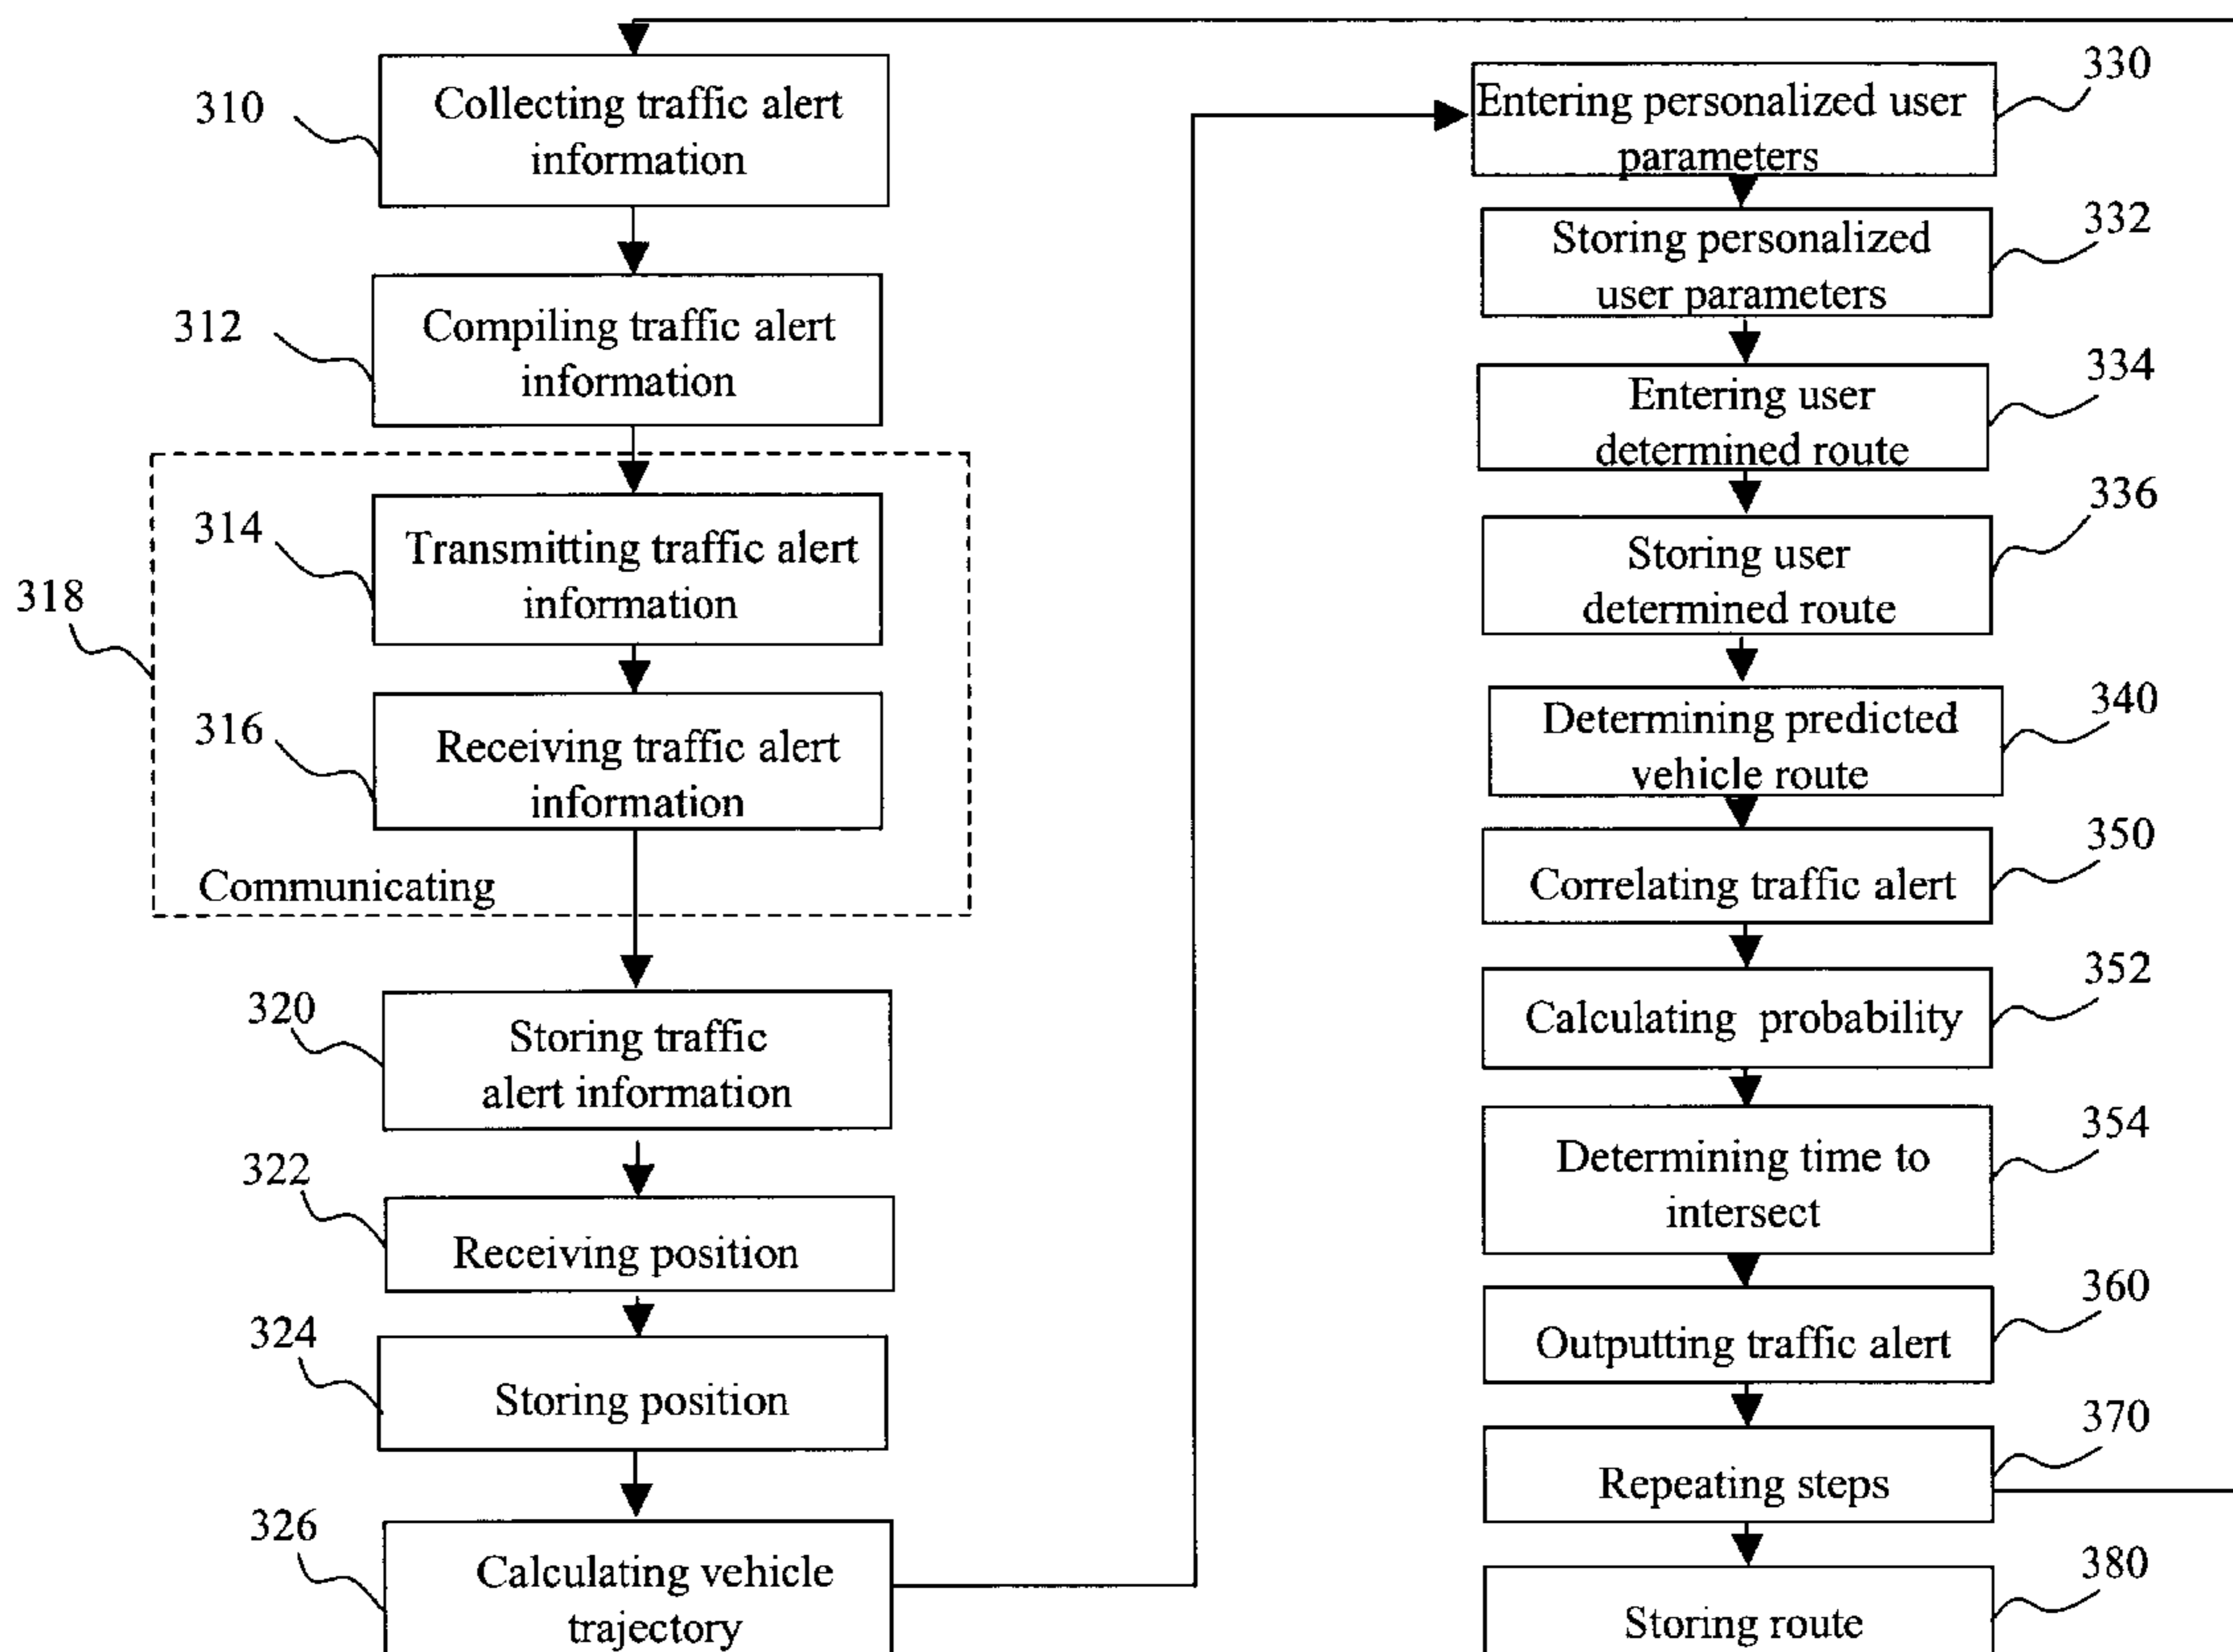 310
Collecting traffic alert
information
312
Compiling traffic alert
information
318
314
Transmitting traffic alert
information
316
Receiving traffic alert
information
Communicating
320
Storing traffic
alert information
322
Receiving position
324
Storing position
326
Calculating vehicle
trajectory
330
Entering personalized user
parameters
332
Storing personalized
user parameters
334
Entering user
determined route
336
Storing user
determined route
340
Determining predicted
vehicle route
350
Correlating traffic alert
352
Calculating probability
354
Determining time to
intersect
360
Outputting traffic alert
370
Repeating steps
380
Storing route